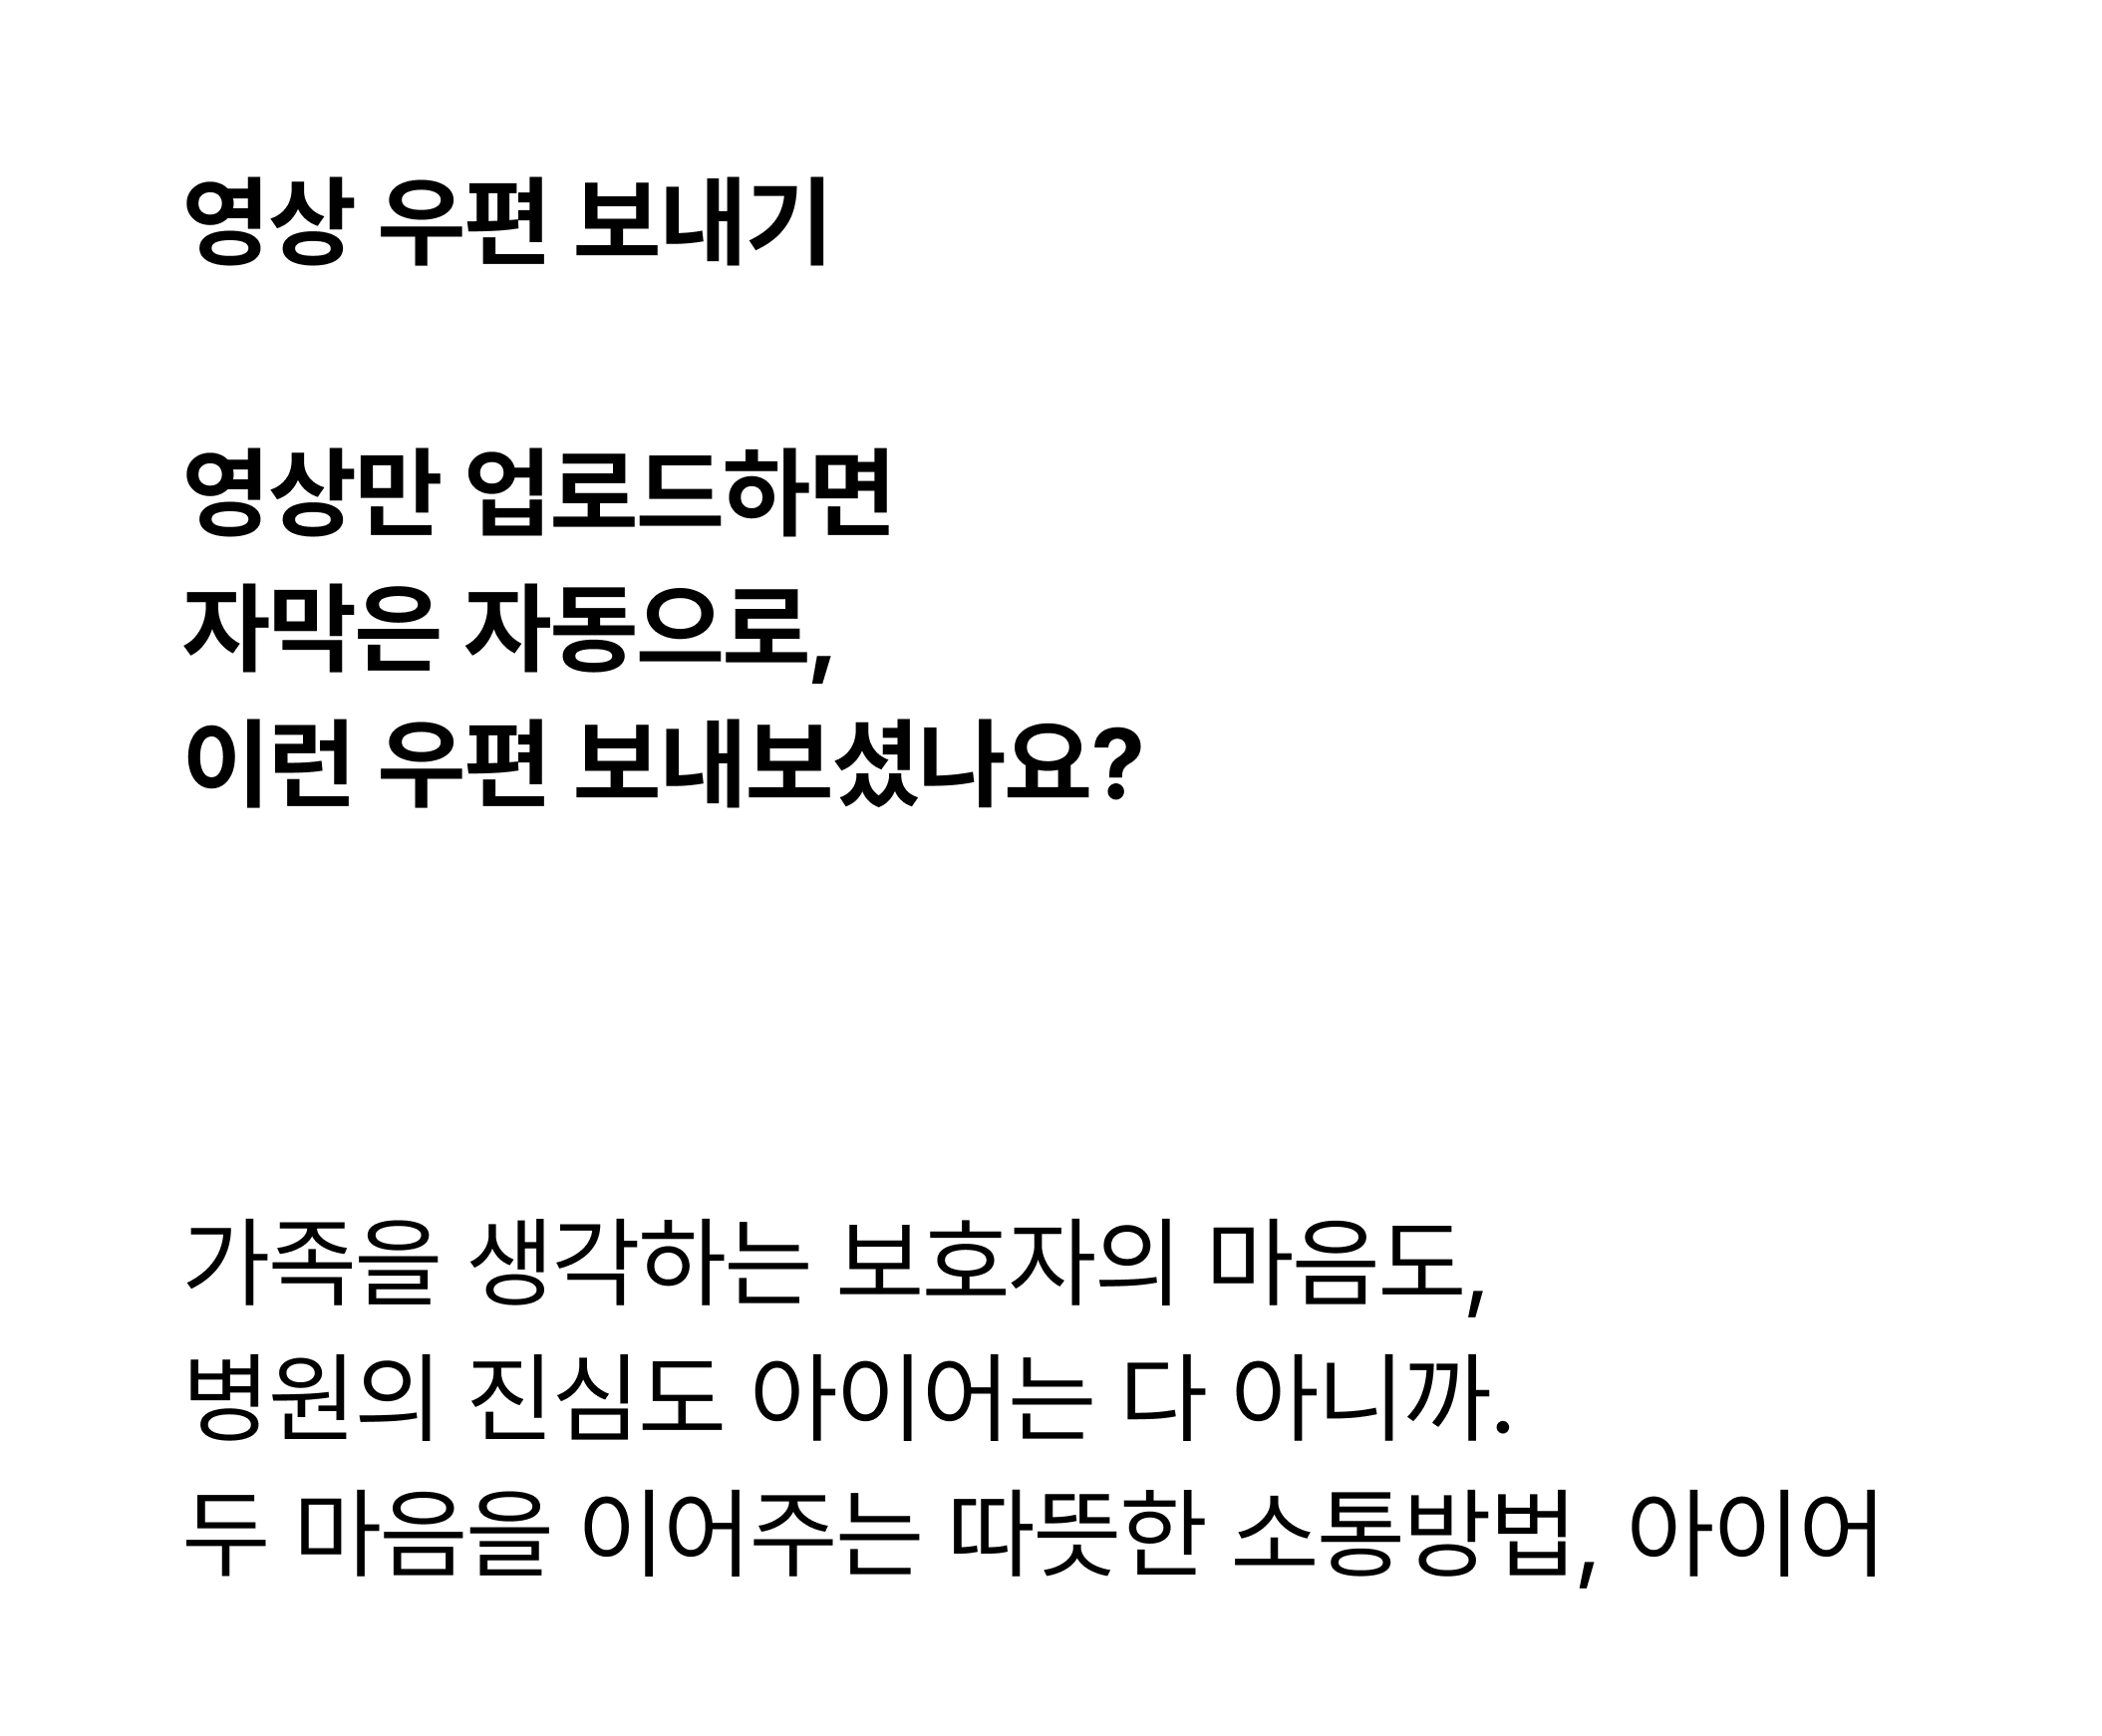 영상 우편 보내기
영상만 업로드하면
자막은 자동으로,
이런 우편 보내보셨나요?
가족을 생각하는 보호자의 마음도,
병원의 진심도 아이어는 다 아니까.
두 마음을 이어주는 따뜻한 소통방법, 아이어